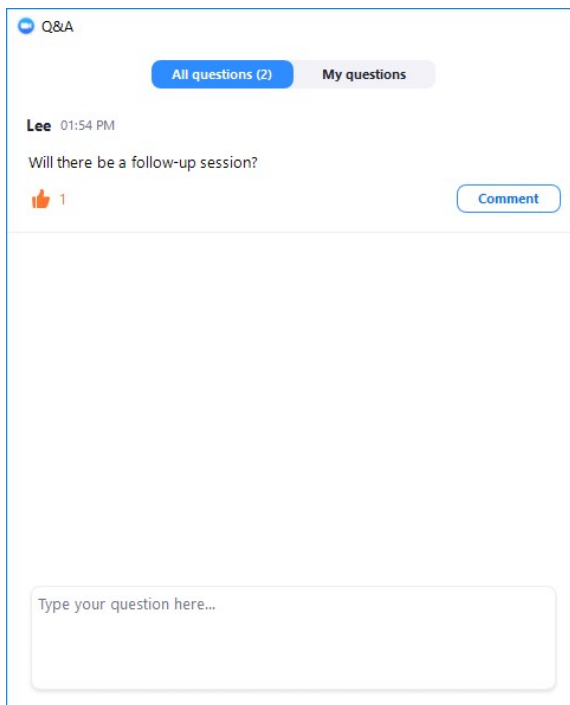 Q&A
All questions (2) My questions
Lee 01:54 PM
Will there be a follow-up session?
1 Comment
Type your question here...